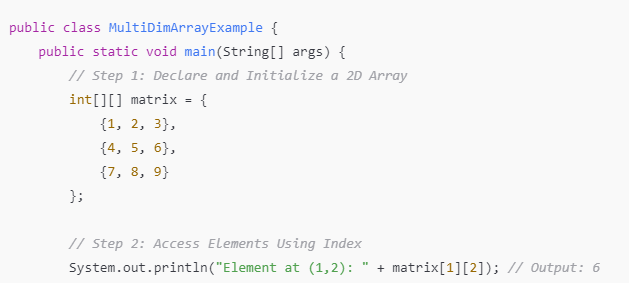 public class MultiDimArrayExample {
    public static void main(String[] args) {
        // Step 1: Declare and Initialize a 2D Array
        int[][] matrix = {
            {1, 2, 3},
            {4, 5, 6},
            {7, 8, 9}
        };

        // Step 2: Access Elements Using Index
        System.out.println("Element at (1,2): " + matrix[1][2]); // Output: 6